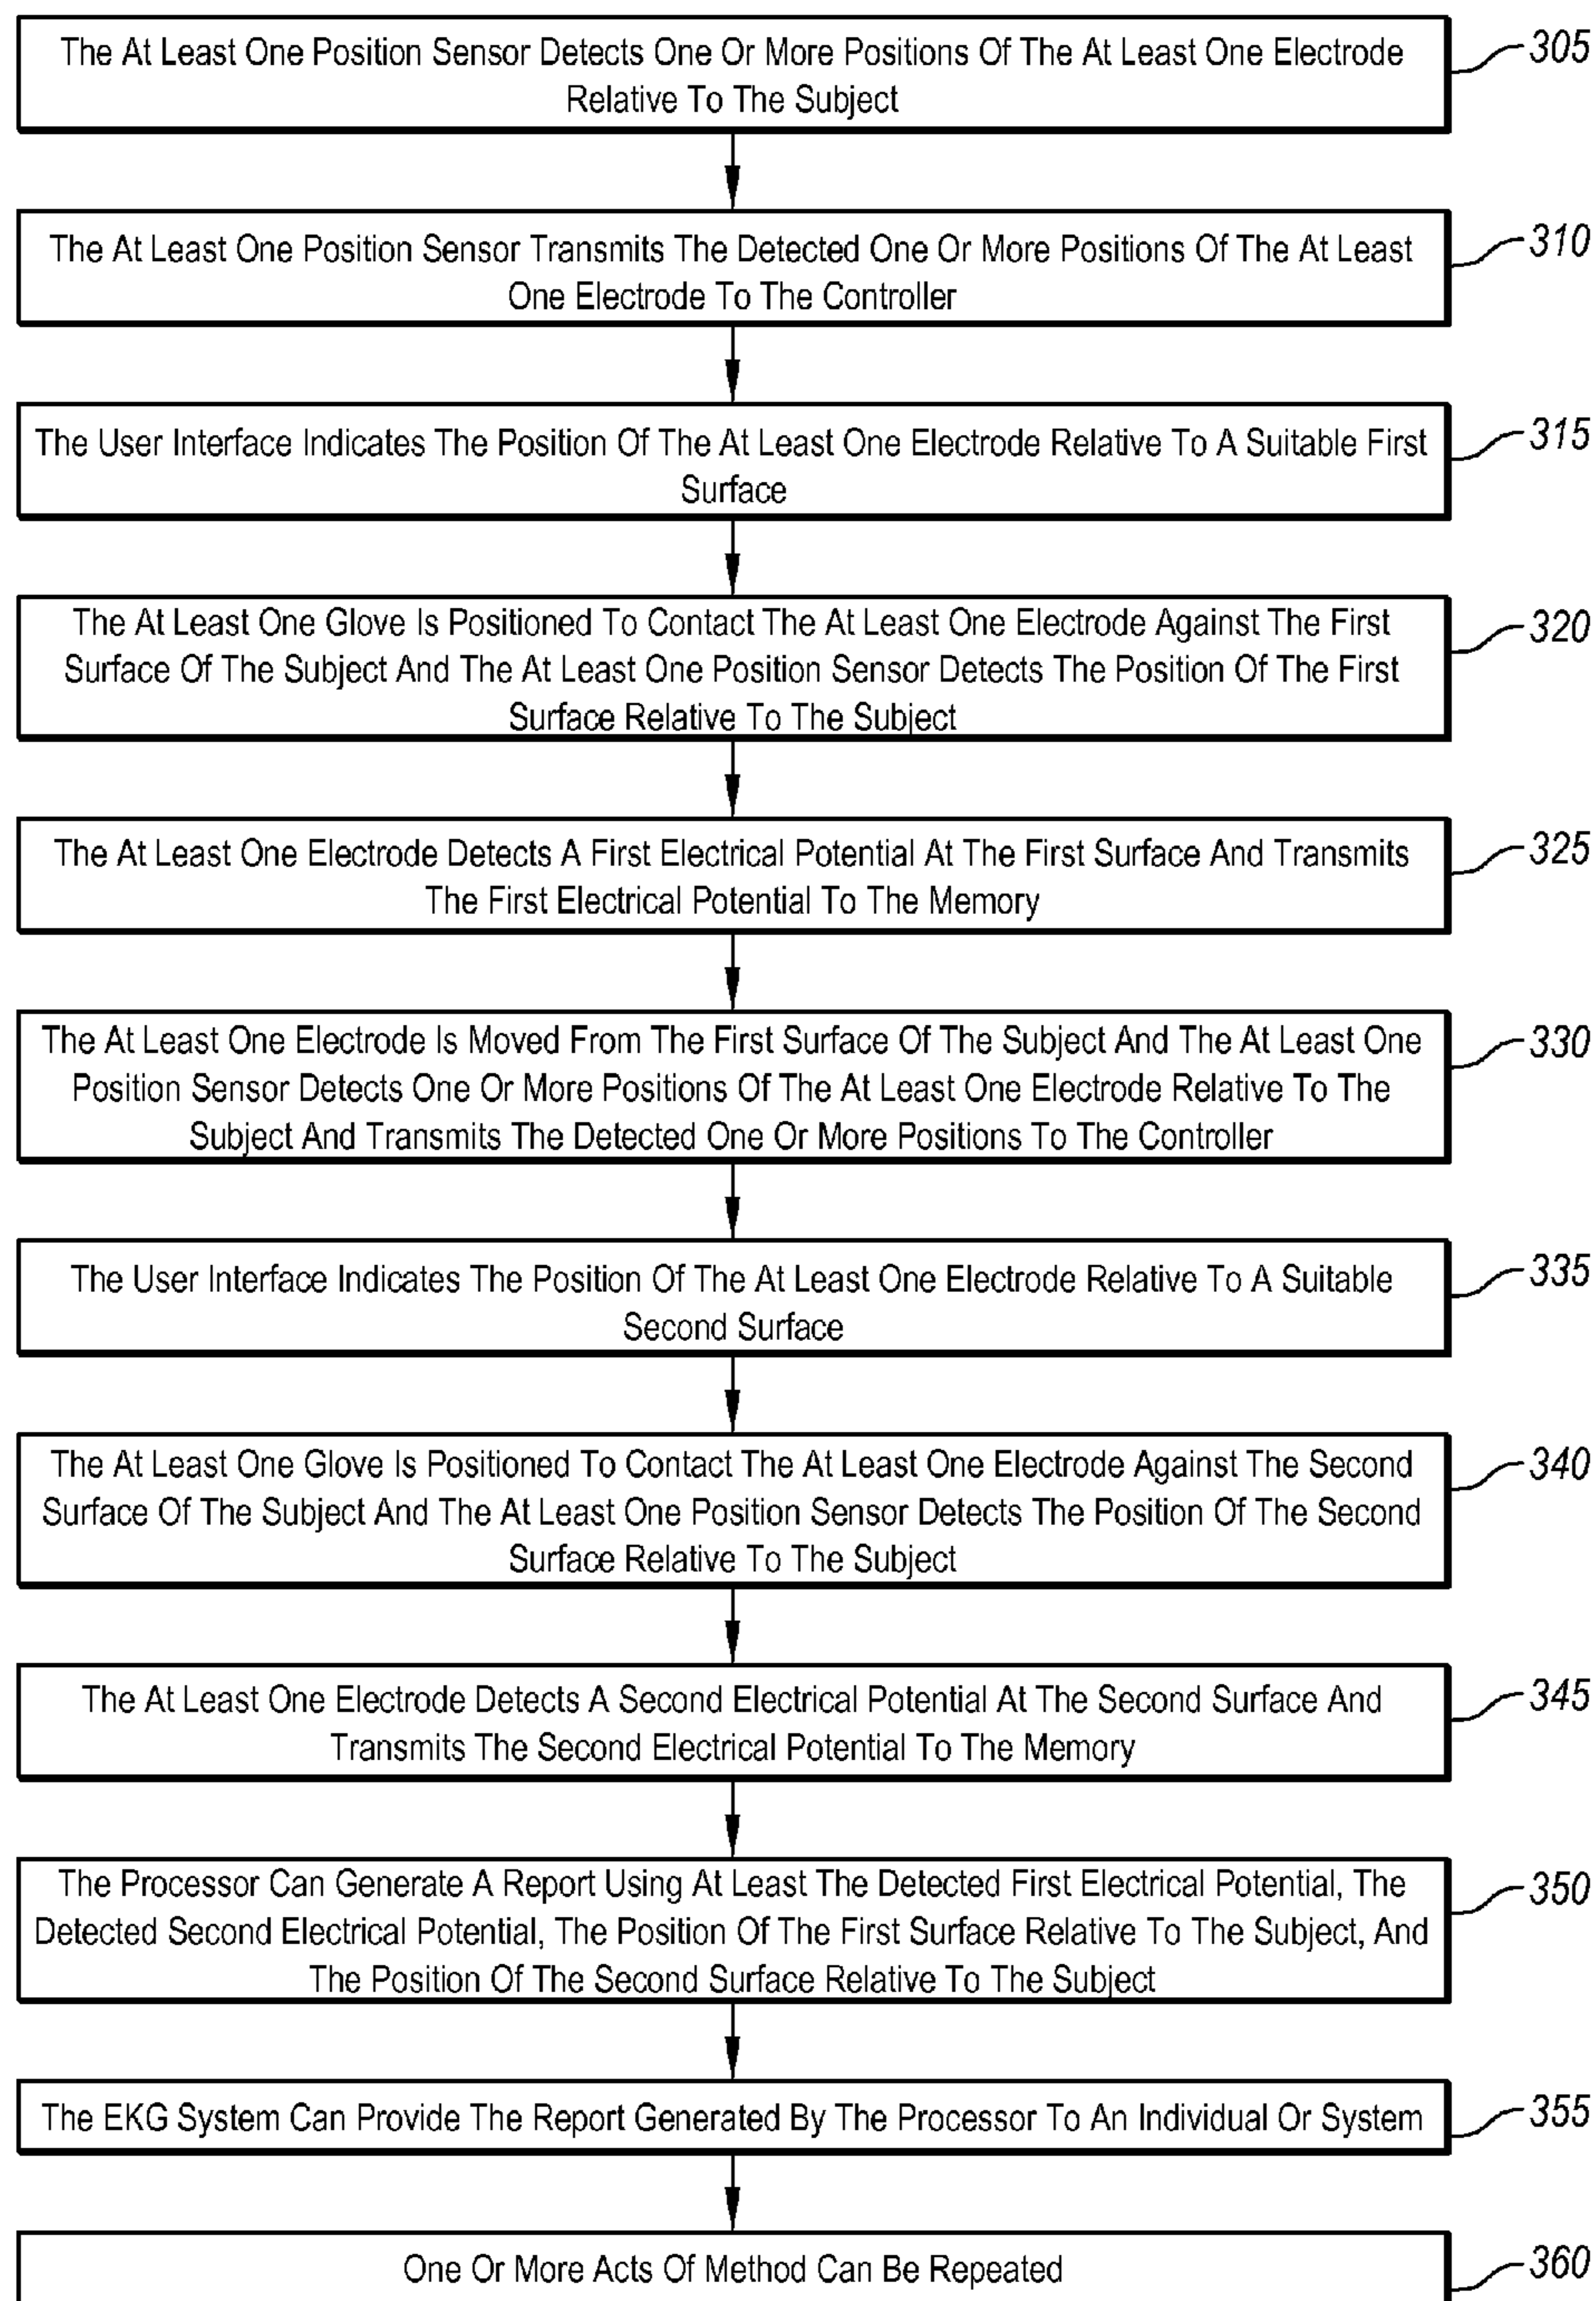 The At Least One Position Sensor Detects One Or More Positions Of The At Least One Electrode
Relative To The Subject
305
The At Least One Position Sensor Transmits The Detected One Or More Positions Of The At Least
One Electrode To The Controller
310
The User Interface Indicates The Position Of The At Least One Electrode Relative To A Suitable First
Surface
315
The At Least One Glove Is Positioned To Contact The At Least One Electrode Against The First
Surface Of The Subject And The At Least One Position Sensor Detects The Position Of The First
Surface Relative To The Subject
320
The At Least One Electrode Detects A First Electrical Potential At The First Surface And Transmits
The First Electrical Potential To The Memory
325
The At Least One Electrode Is Moved From The First Surface Of The Subject And The At Least One
Position Sensor Detects One Or More Positions Of The At Least One Electrode Relative To The
Subject And Transmits The Detected One Or More Positions To The Controller
330
The User Interface Indicates The Position Of The At Least One Electrode Relative To A Suitable
Second Surface
335
The At Least One Glove Is Positioned To Contact The At Least One Electrode Against The Second
Surface Of The Subject And The At Least One Position Sensor Detects The Position Of The Second
Surface Relative To The Subject
340
The At Least One Electrode Detects A Second Electrical Potential At The Second Surface And
Transmits The Second Electrical Potential To The Memory
345
The Processor Can Generate A Report Using At Least The Detected First Electrical Potential, The
Detected Second Electrical Potential, The Position Of The First Surface Relative To The Subject, And
The Position Of The Second Surface Relative To The Subject
350
The EKG System Can Provide The Report Generated By The Processor To An Individual Or System
355
One Or More Acts Of Method Can Be Repeated
360